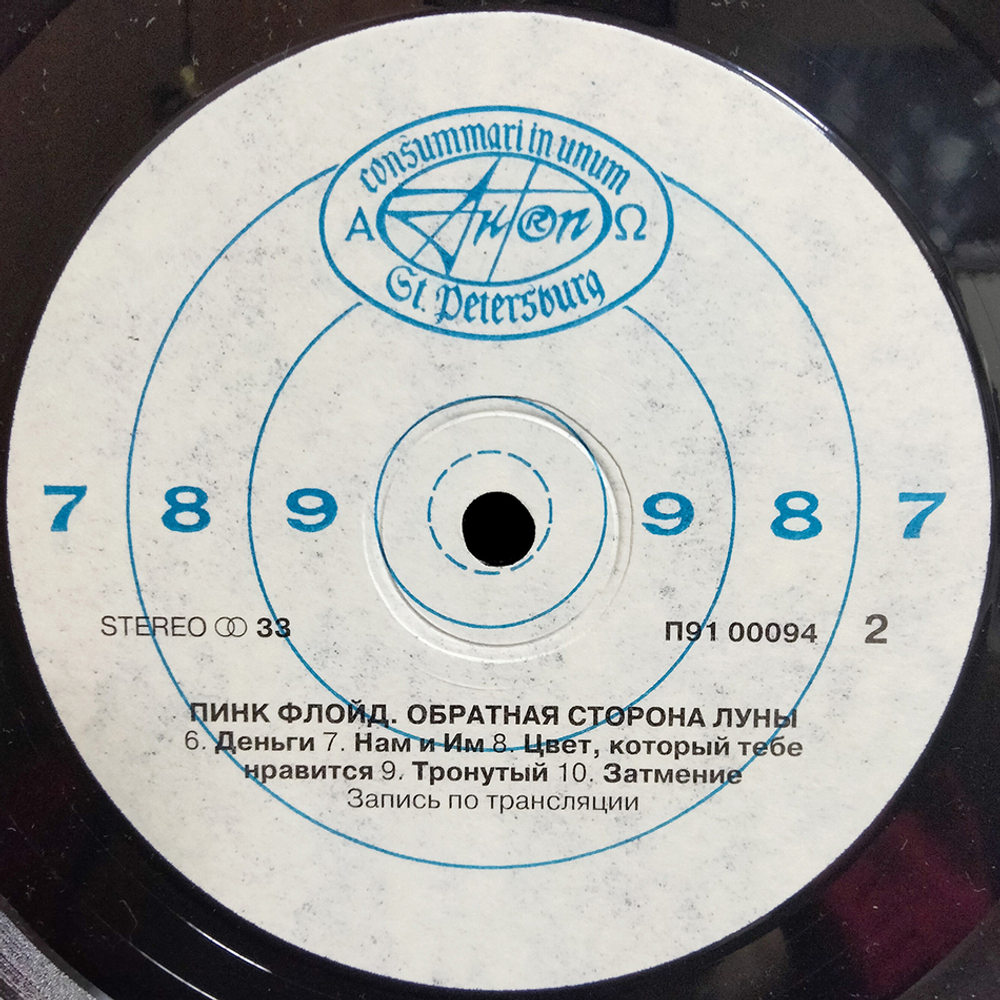 consummari in unum
Α АнтRоп Ω
St. Petersburg
7 8 9 9 8 7
STEREO 33
П91 00094 2
ПИНК ФЛОЙД. ОБРАТНАЯ СТОРОНА ЛУНЫ
6. Деньги 7. Нам и Им 8. Цвет, который тебе
нравится 9. Тронутый 10. Затмение
Запись по трансляции